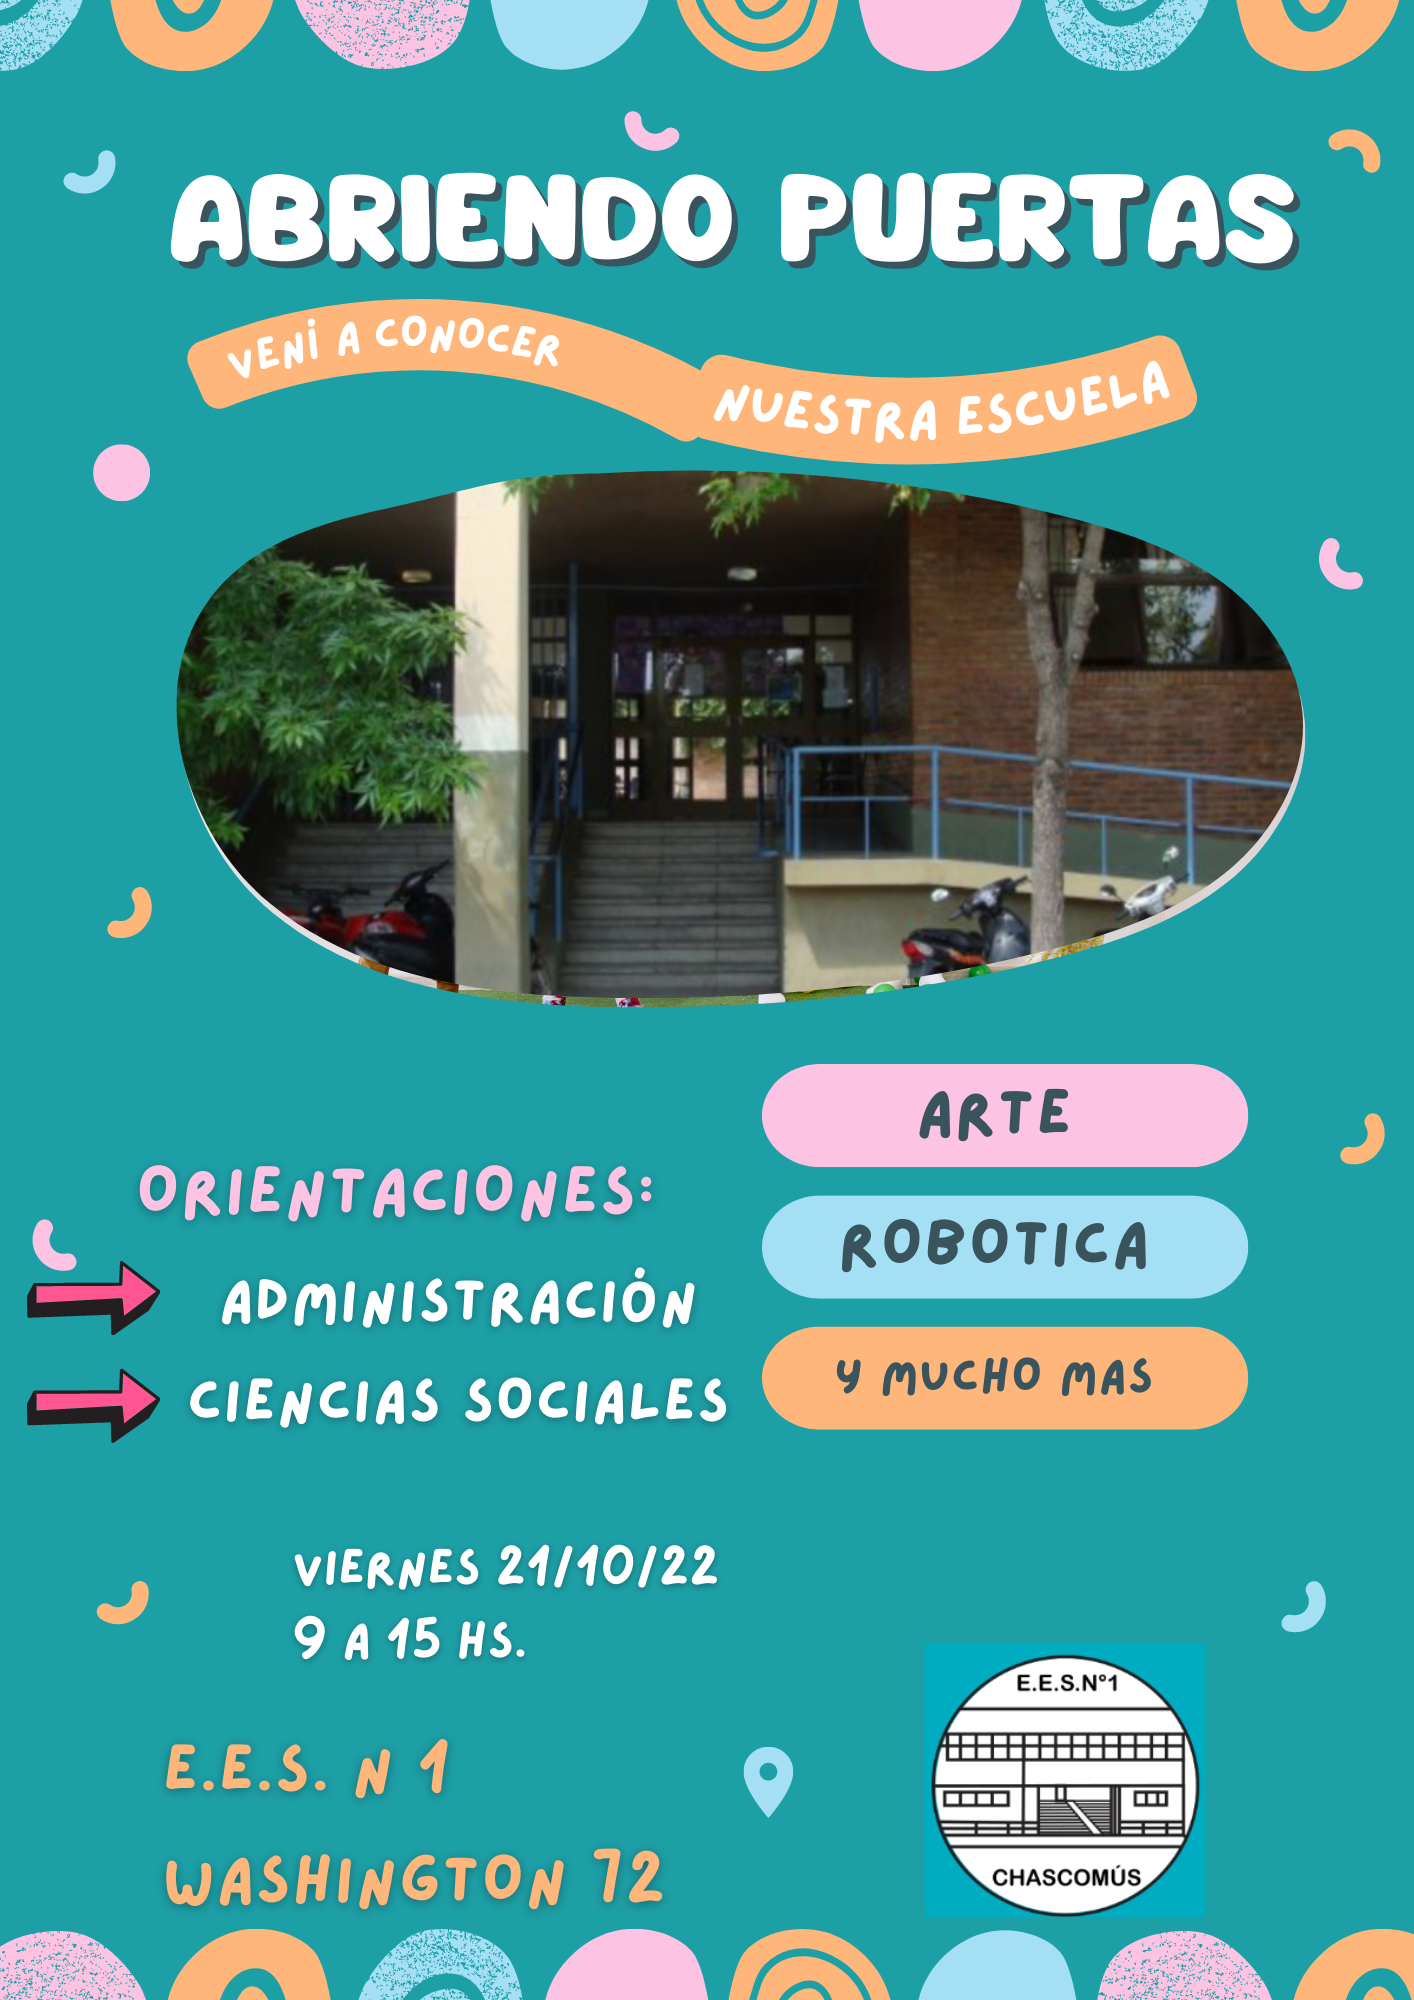 ABRIENDO PUERTAS
VENÍ A CONOCER
NUESTRA ESCUELA
ARTE
ROBOTICA
Y MUCHO MAS
ORIENTACIONES:
ADMINISTRACIÓN
CIENCIAS SOCIALES
VIERNES 21/10/22
9 A 15 HS.
E.E.S. N 1
WASHINGTON 72
E.E.S.N°1
CHASCOMÚS